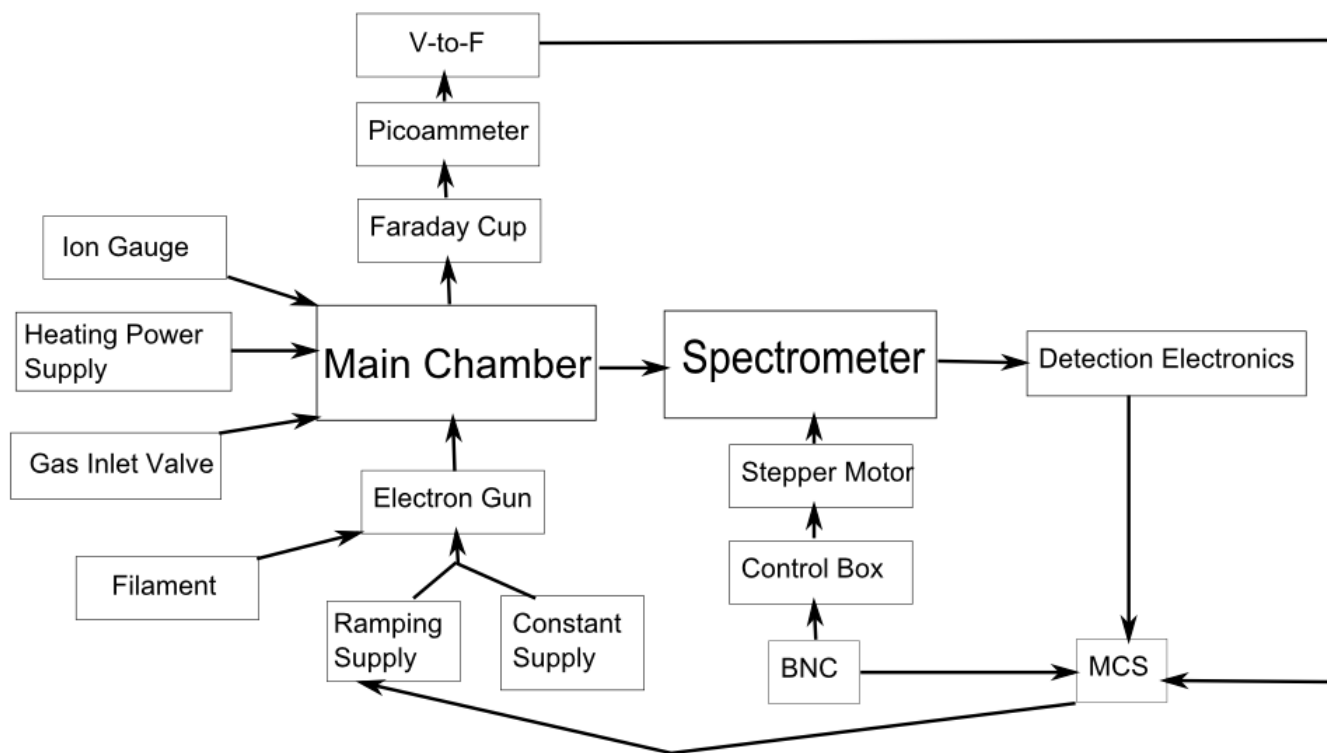 V-to-F
Picoammeter
Faraday Cup
Ion Gauge
Heating Power
Supply
Main Chamber
Spectrometer
Detection Electronics
Gas Inlet Valve
Electron Gun
Stepper Motor
Filament
Control Box
Ramping
Supply
Constant
Supply
BNC
MCS